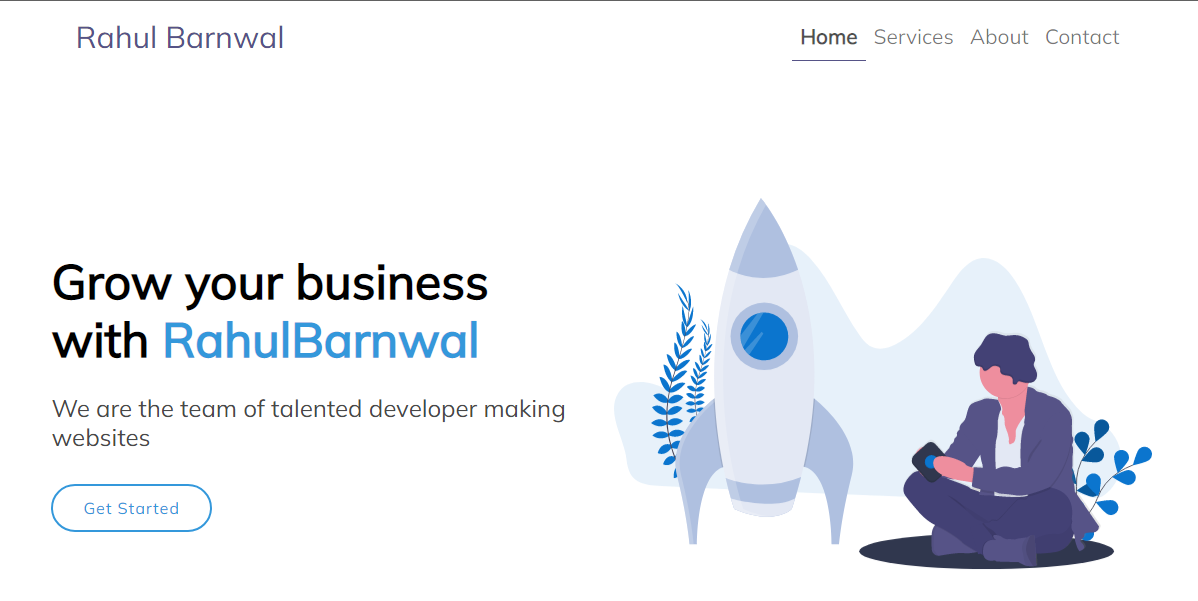 Rahul Barnwal
Home Services About Contact
Grow your business
with RahulBarnwal
We are the team of talented developer making
websites
Get Started